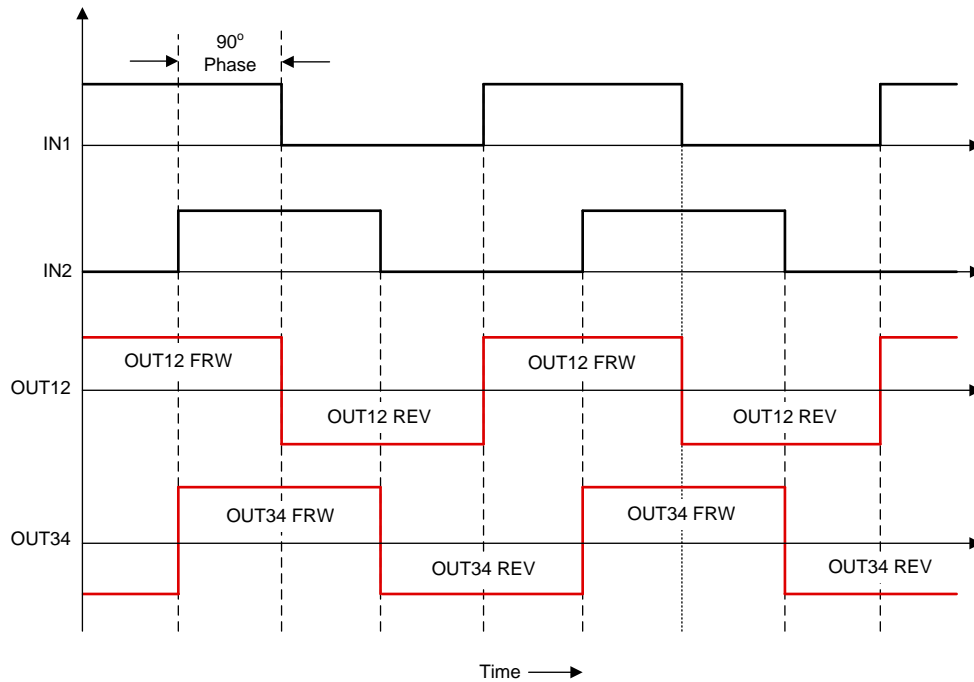 90o
Phase
IN1
IN2
OUT12 FRW
OUT12 FRW
OUT12
OUT12 REV
OUT12 REV
OUT34 FRW
OUT34 FRW
OUT34
OUT34 REV
OUT34 REV
Time